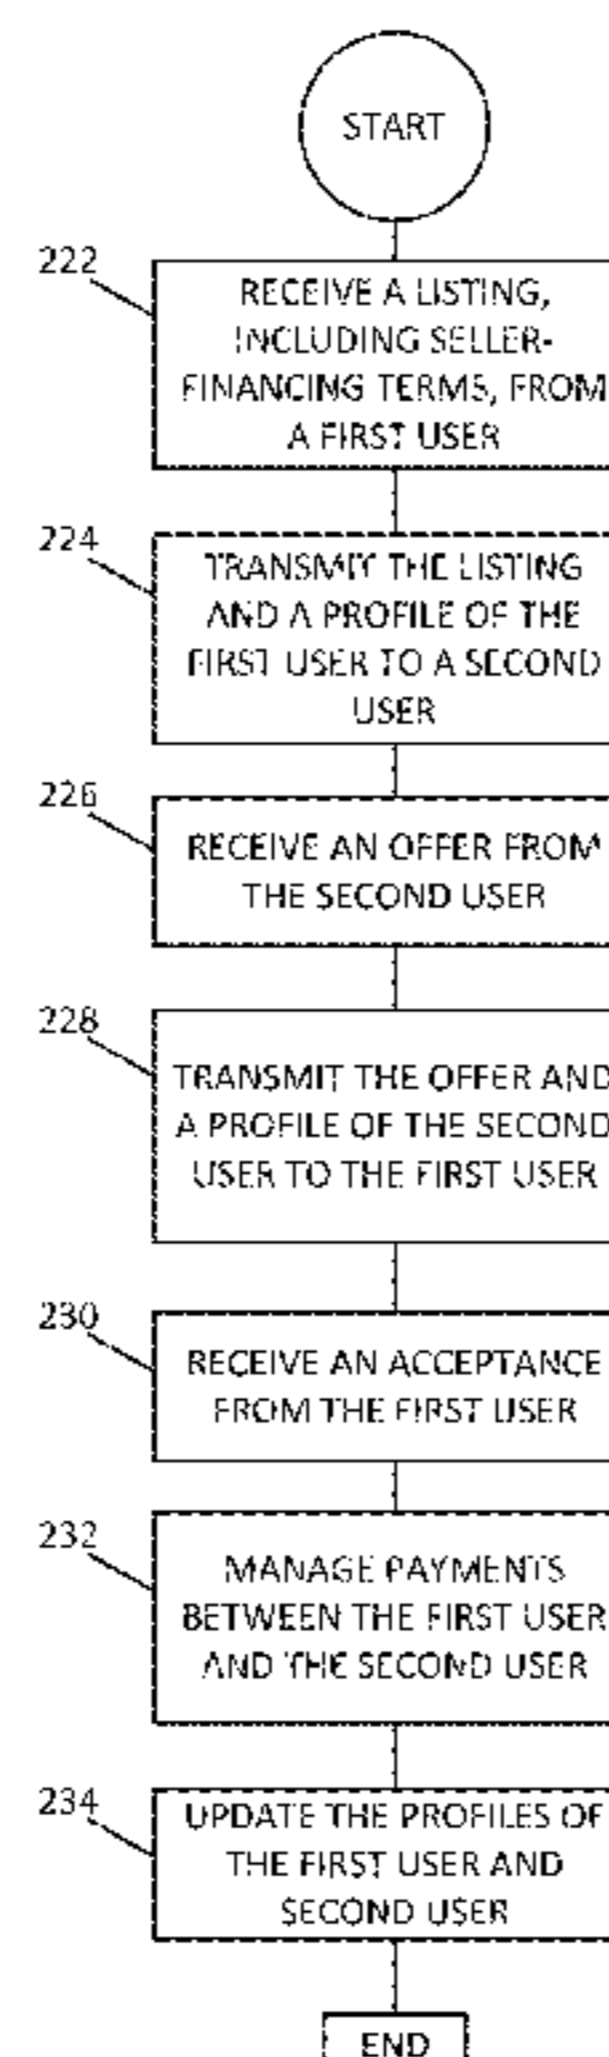 START
222
RECEIVE A LISTING,
INCLUDING SELLER-
FINANCING TERMS, FROM
A FIRST USER
224
TRANSMIT THE LISTING
AND A PROFILE OF THE
FIRST USER TO A SECOND
USER
226
RECEIVE AN OFFER FROM
THE SECOND USER
228
TRANSMIT THE OFFER AND
A PROFILE OF THE SECOND
USER TO THE FIRST USER
230
RECEIVE AN ACCEPTANCE
FROM THE FIRST USER
232
MANAGE PAYMENTS
BETWEEN THE FIRST USER
AND THE SECOND USER
234
UPDATE THE PROFILES OF
THE FIRST USER AND
SECOND USER
END